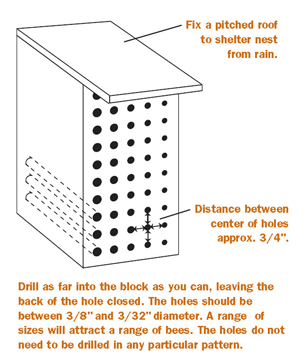 Fix a pitched roof
to shelter nest
from rain.
Distance between
center of holes
approx. 3/4".
Drill as far into the block as you can, leaving the
back of the hole closed. The holes should be
between 3/8" and 3/32" diameter. A range of
sizes will attract a range of bees. The holes do not
need to be drilled in any particular pattern.